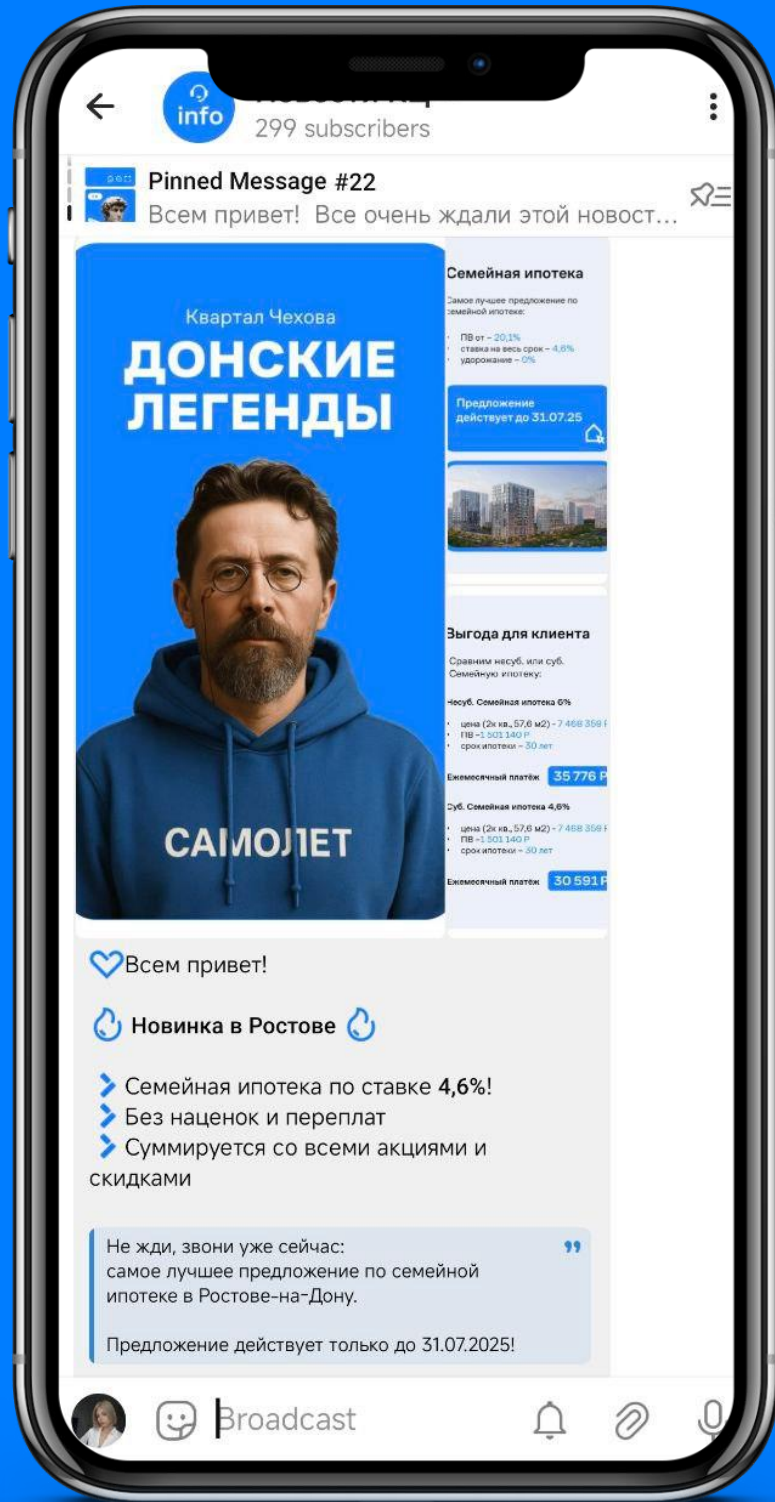 info
299 subscribers
Pinned Message #22
Всем привет! Все очень ждали этой новост...
Квартал Чехова
ДОНСКИЕ
ЛЕГЕНДЫ
САМОЛЕТ
Семейная ипотека
Самое лучшее предложение по
семейной ипотеке:
ПВ от – 20,1%
ставка на весь срок – 4,6%
удорожание – 0%
Предложение
действует до 31.07.25
Выгода для клиента
Сравним несуб. или суб.
Семейную ипотеку:
Несуб. Семейная ипотека 6%
цена (2к кв., 57,6 м2) - 7 468 358 ₽
ПВ –1 501 140 Р
срок ипотеки – 30 лет
Ежемесячный платёж 35 776 Р
Суб. Семейная ипотека 4,6%
цена (2к кв., 57,6 м2) - 7 468 358 ₽
ПВ –1 501 140 Р
срок ипотеки – 30 лет
Ежемесячный платёж 30 591 Р
Всем привет!
Новинка в Ростове
Семейная ипотека по ставке 4,6%!
Без наценок и переплат
Суммируется со всеми акциями и
скидками
Не жди, звони уже сейчас:
самое лучшее предложение по семейной
ипотеке в Ростове-на-Дону.
Предложение действует только до 31.07.2025!
Broadcast